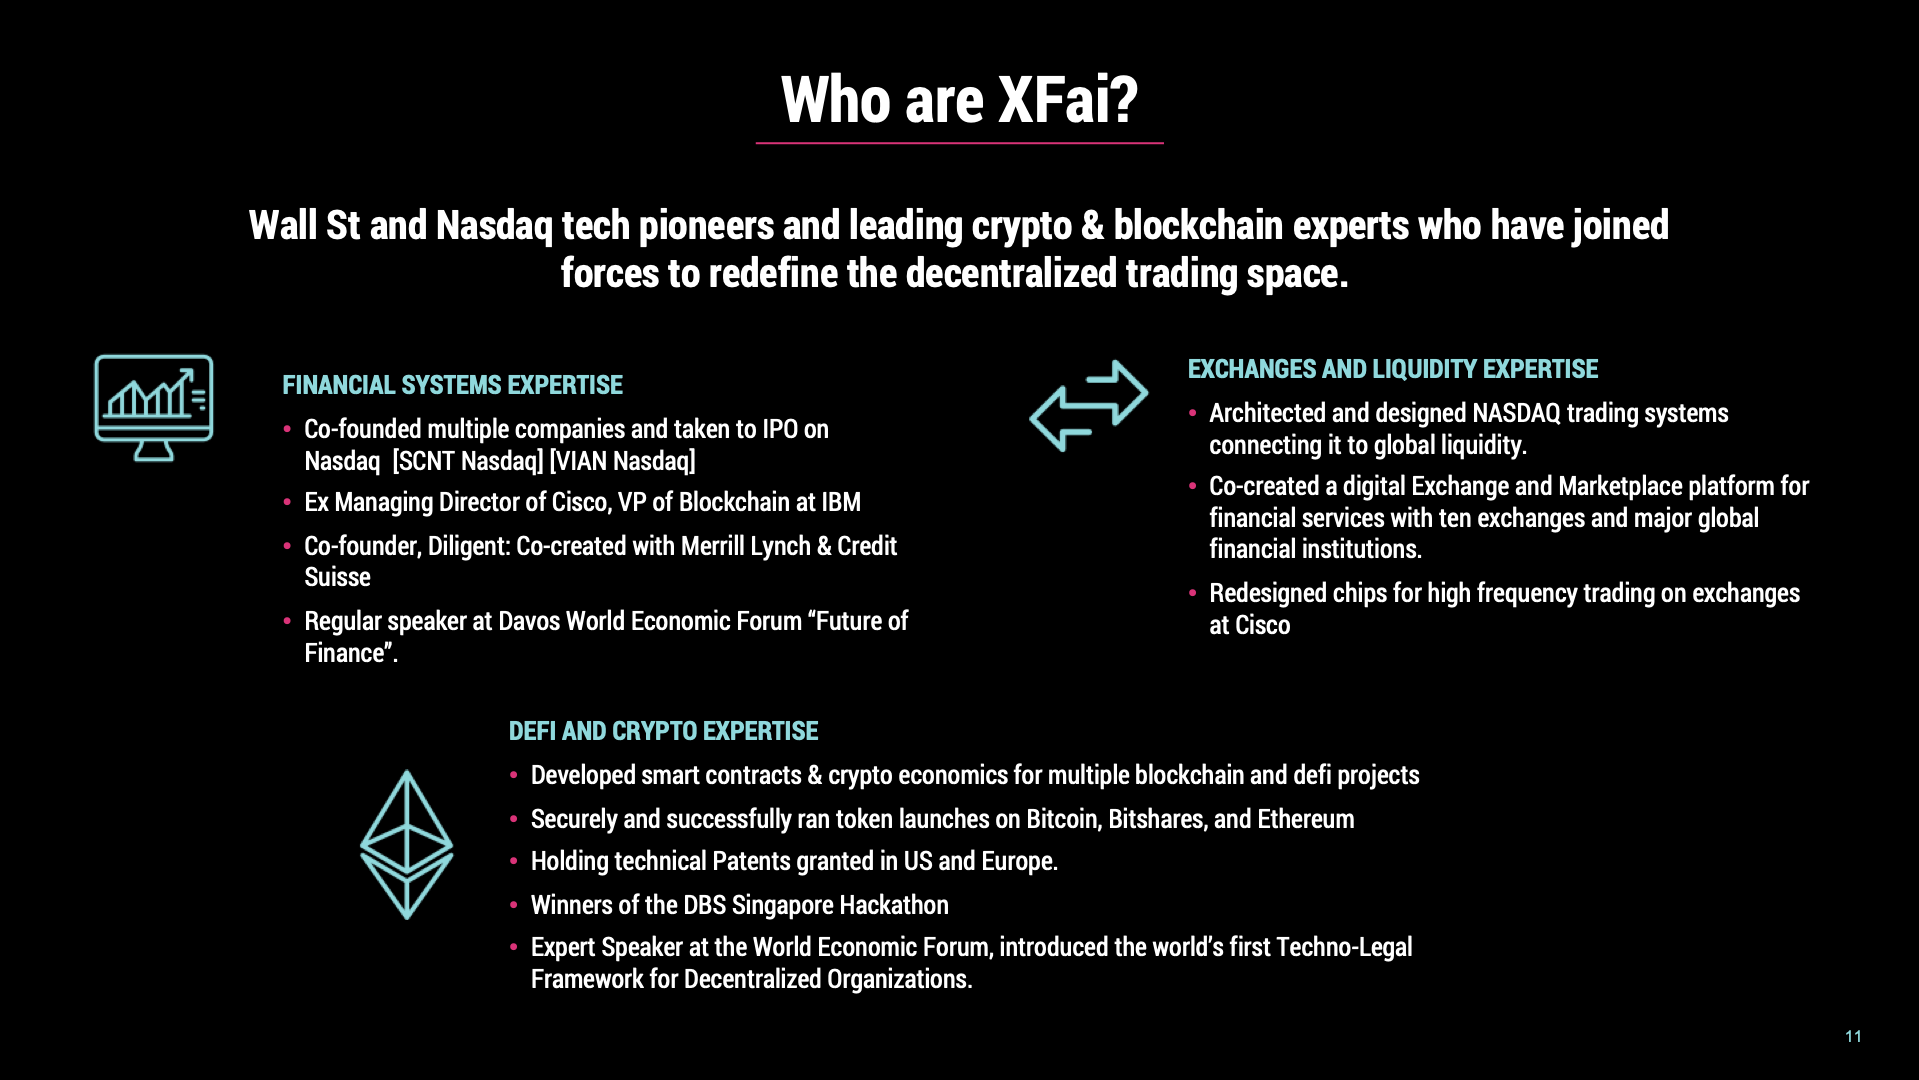 Who are XFai?
Wall St and Nasdaq tech pioneers and leading crypto & blockchain experts who have joined
forces to redefine the decentralized trading space.
FINANCIAL SYSTEMS EXPERTISE
• Co-founded multiple companies and taken to IPO on
Nasdaq  [SCNT Nasdaq] [VIAN Nasdaq]
• Ex Managing Director of Cisco, VP of Blockchain at IBM
• Co-founder, Diligent: Co-created with Merrill Lynch & Credit
Suisse
• Regular speaker at Davos World Economic Forum “Future of
Finance”.
EXCHANGES AND LIQUIDITY EXPERTISE
• Architected and designed NASDAQ trading systems
connecting it to global liquidity.
• Co-created a digital Exchange and Marketplace platform for
financial services with ten exchanges and major global
financial institutions.
• Redesigned chips for high frequency trading on exchanges
at Cisco
DEFI AND CRYPTO EXPERTISE
• Developed smart contracts & crypto economics for multiple blockchain and defi projects
• Securely and successfully ran token launches on Bitcoin, Bitshares, and Ethereum
• Holding technical Patents granted in US and Europe.
• Winners of the DBS Singapore Hackathon
• Expert Speaker at the World Economic Forum, introduced the world’s first Techno-Legal
Framework for Decentralized Organizations.
11